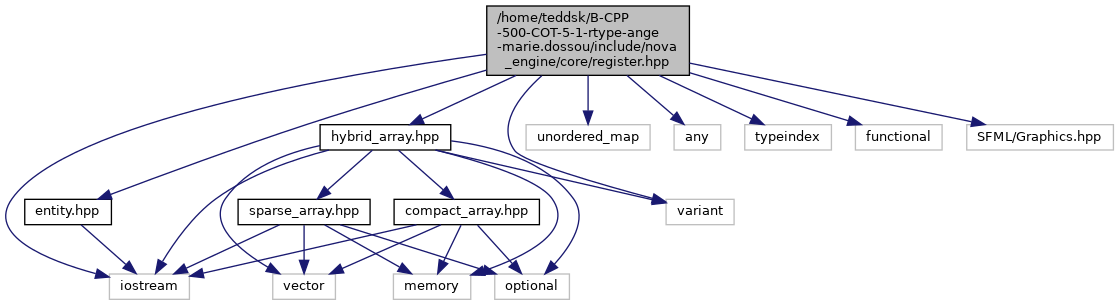 /home/teddsk/B-CPP
-500-COT-5-1-rtype-ange
-marie.dossou/include/nova
_engine/core/register.hpp
hybrid_array.hpp
unordered_map
any
typeindex
functional
SFML/Graphics.hpp
entity.hpp
sparse_array.hpp
compact_array.hpp
variant
iostream
vector
memory
optional